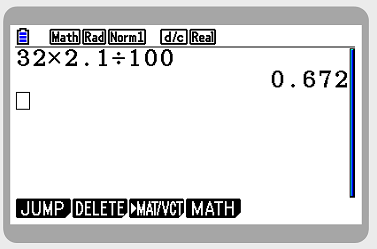 Math Rad Norm1 d/c Real
32×2.1÷100
0.672
JUMP DELETE ▶MAT/VCT MATH